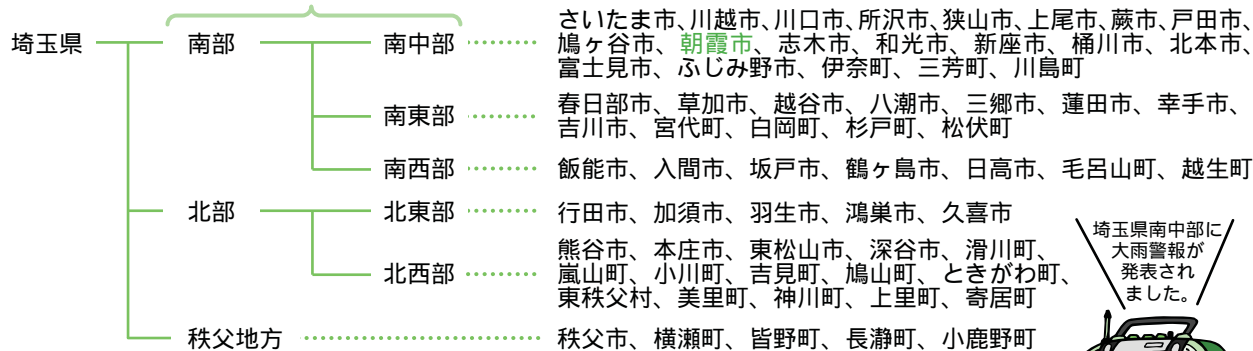 埼玉県
南部
南中部
さいたま市、川越市、川口市、所沢市、狭山市、上尾市、蕨市、戸田市、
鳩ヶ谷市、朝霞市、志木市、和光市、新座市、桶川市、北本市、
富士見市、ふじみ野市、伊奈町、三芳町、川島町
南東部
春日部市、草加市、越谷市、八潮市、三郷市、蓮田市、幸手市、
吉川市、宮代町、白岡町、杉戸町、松伏町
南西部
飯能市、入間市、坂戸市、鶴ヶ島市、日高市、毛呂山町、越生町
北部
北東部
行田市、加須市、羽生市、鴻巣市、久喜市
北西部
熊谷市、本庄市、東松山市、深谷市、滑川町、
嵐山町、小川町、吉見町、鳩山町、ときがわ町、
東秩父村、美里町、神川町、上里町、寄居町
秩父地方
秩父市、横瀬町、皆野町、長瀞町、小鹿野町
埼玉県南中部に
大雨警報が
発表され
ました。